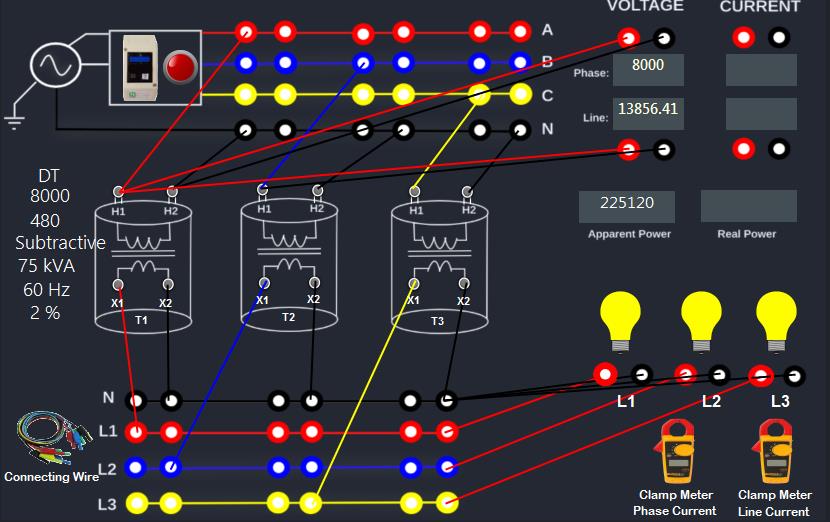 VOLTAGE CURRENT
A
B
C
N
Phase: 8000
Line: 13856.41
225120
Apparent Power Real Power
DT
8000
480
Subtractive
75 kVA
60 Hz
2 %
H1 H2 H1 H2 H1 H2
X1 X2 X1 X2 X1 X2
T1 T2 T3
N
L1
L2
L3
Connecting Wire
L1 L2 L3
Clamp Meter
Phase Current
Clamp Meter
Line Current